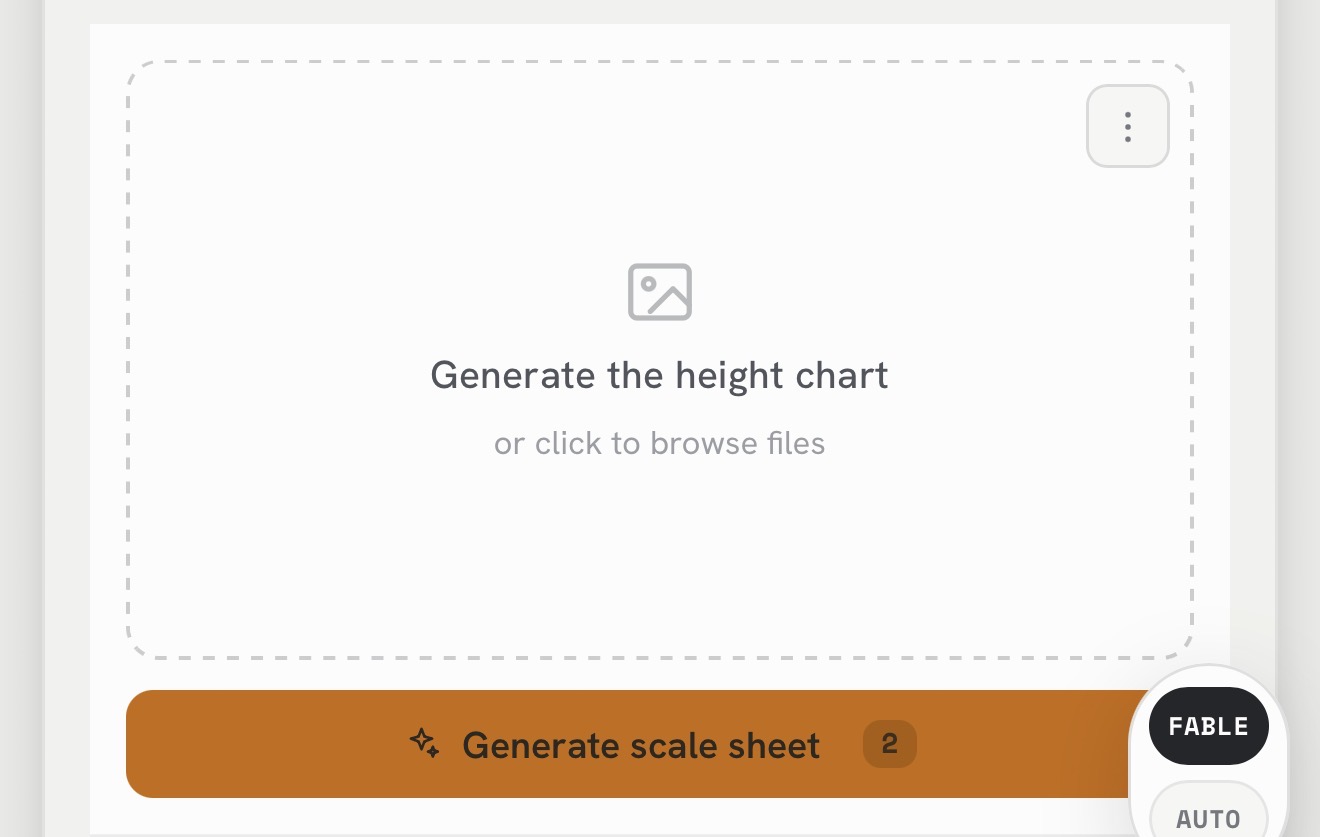 Generate the height chart
or click to browse files
Generate scale sheet 2
FABLE
AUTO